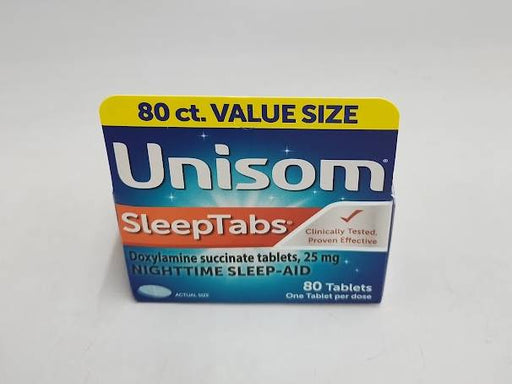 80 ct. VALUE SIZE
Unisom®
SleepTabs®
Clinically Tested,
Proven Effective
Doxylamine succinate tablets, 25 mg
NIGHTTIME SLEEP-AID
80 Tablets
One Tablet per dose
ACTUAL SIZE